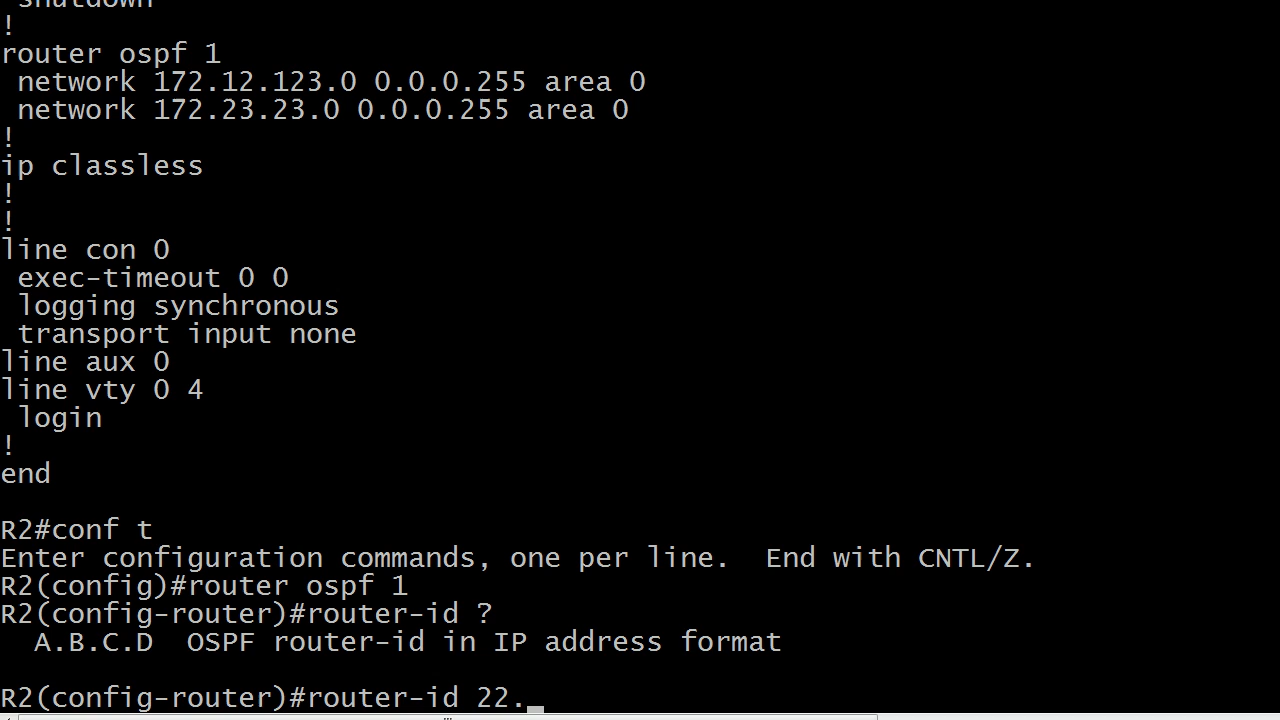 shutdown
!
router ospf 1
 network 172.12.123.0 0.0.0.255 area 0
 network 172.23.23.0 0.0.0.255 area 0
!
ip classless
!
!
line con 0
 exec-timeout 0 0
 logging synchronous
 transport input none
line aux 0
line vty 0 4
 login
!
end

R2#conf t
Enter configuration commands, one per line.  End with CNTL/Z.
R2(config)#router ospf 1
R2(config-router)#router-id ?
  A.B.C.D  OSPF router-id in IP address format

R2(config-router)#router-id 22._